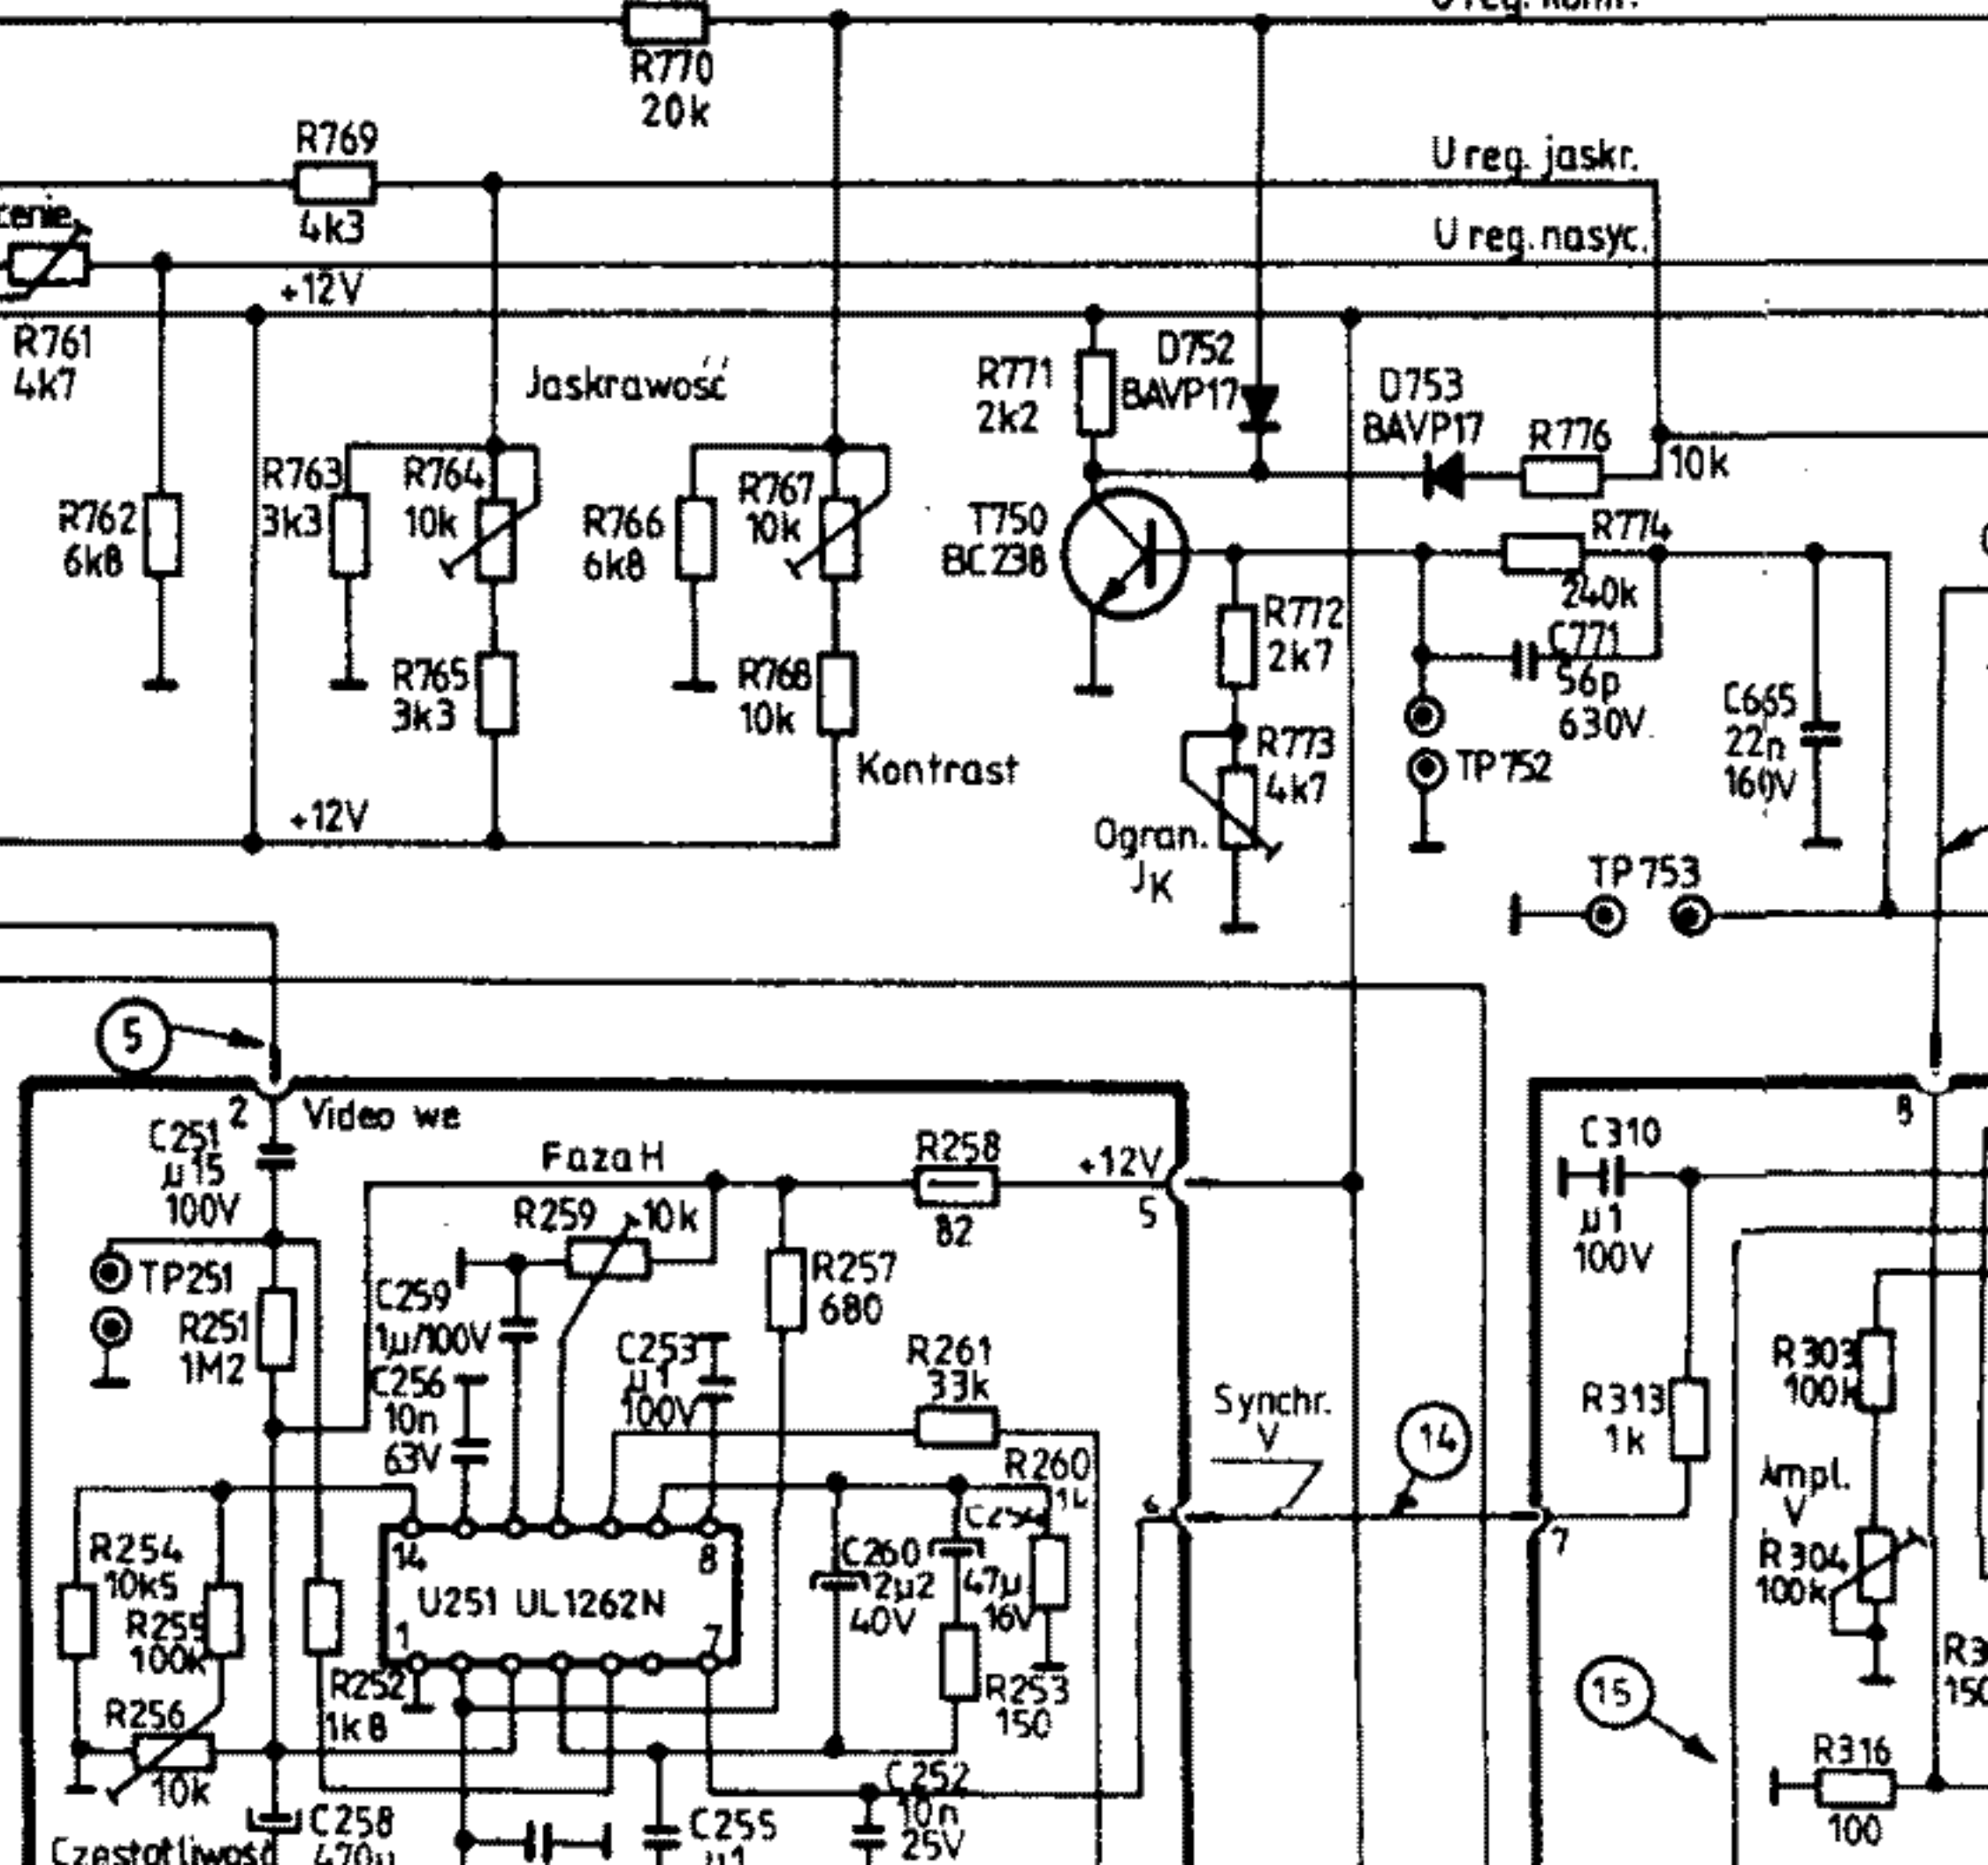 R770
20k
R769
4k3
U reg. jaskr.
U reg. nasyc.
+12V
R761
4k7
Jaskrawość
R771
2k2
D752
BAVP17
D753
BAVP17
R776
10k
R762
6k8
R763
3k3
R764
10k
R766
6k8
R767
10k
T750
BC238
R774
240k
R772
2k7
C771
56p
630V
R765
3k3
R768
10k
Kontrast
R773
4k7
TP752
C665
22n
160V
+12V
Ogran.
JK
TP753
5
2
Video we
C251
µ15
100V
Faza H
R258
82
+12V
5
R259
10k
TP251
R251
1M2
C259
1µ/100V
R257
680
C256
10n
63V
C253
µ1
100V
R261
33k
Synchr.
V
14
C310
µ1
100V
8
R303
100k
R313
1k
R260
1k
6
7
Ampl.
V
R304
100k
R254
10k5
R255
100k
14
8
U251 UL1262N
1
7
C260
2µ2
40V
47µ
16V
R252
1k8
R253
150
R256
10k
15
R316
100
C258
470µ
C255
µ1
C252
10n
25V